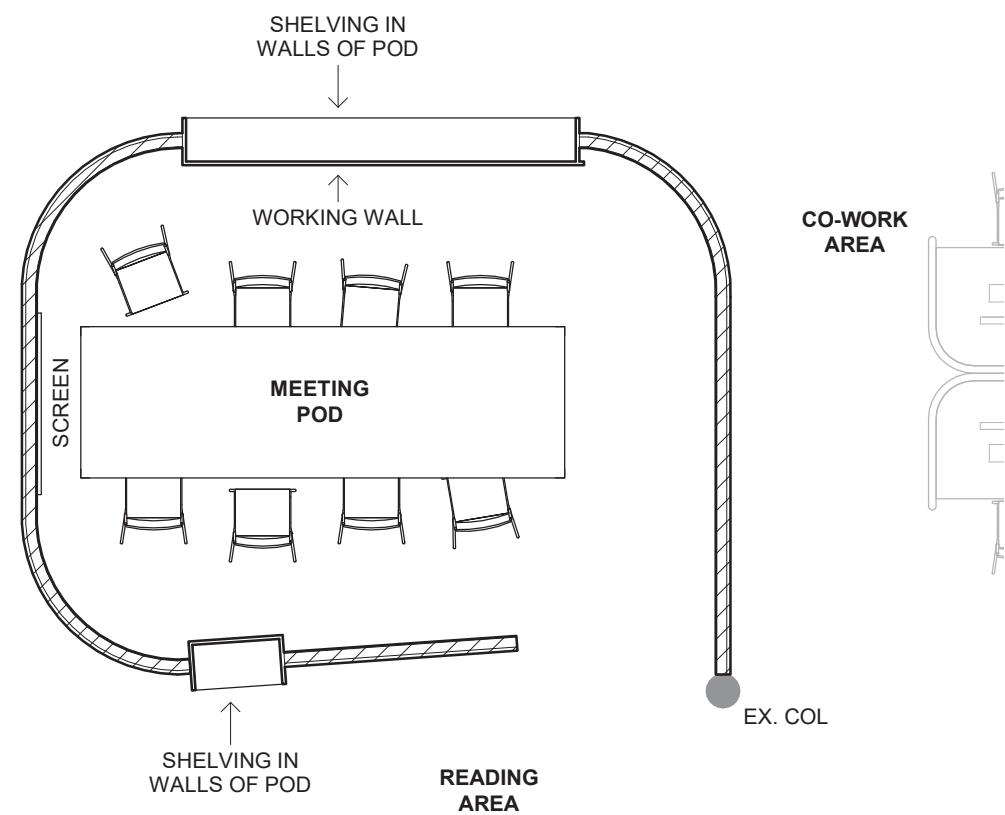 SHELVING IN
WALLS OF POD
WORKING WALL
CO-WORK
AREA
SCREEN
MEETING
POD
EX. COL
SHELVING IN
WALLS OF POD
READING
AREA